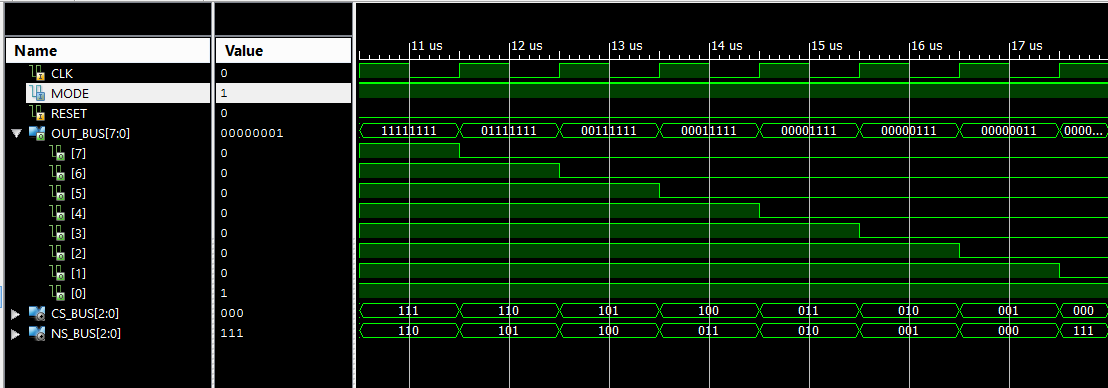 11 us 12 us 13 us 14 us 15 us 16 us 17 us
Name Value
CLK 0
MODE 1
RESET 0
OUT_BUS[7:0] 00000001 11111111 01111111 00111111 00011111 00001111 00000111 00000011 0000...
[7] 0
[6] 0
[5] 0
[4] 0
[3] 0
[2] 0
[1] 0
[0] 1
CS_BUS[2:0] 000 111 110 101 100 011 010 001 000
NS_BUS[2:0] 111 110 101 100 011 010 001 000 111